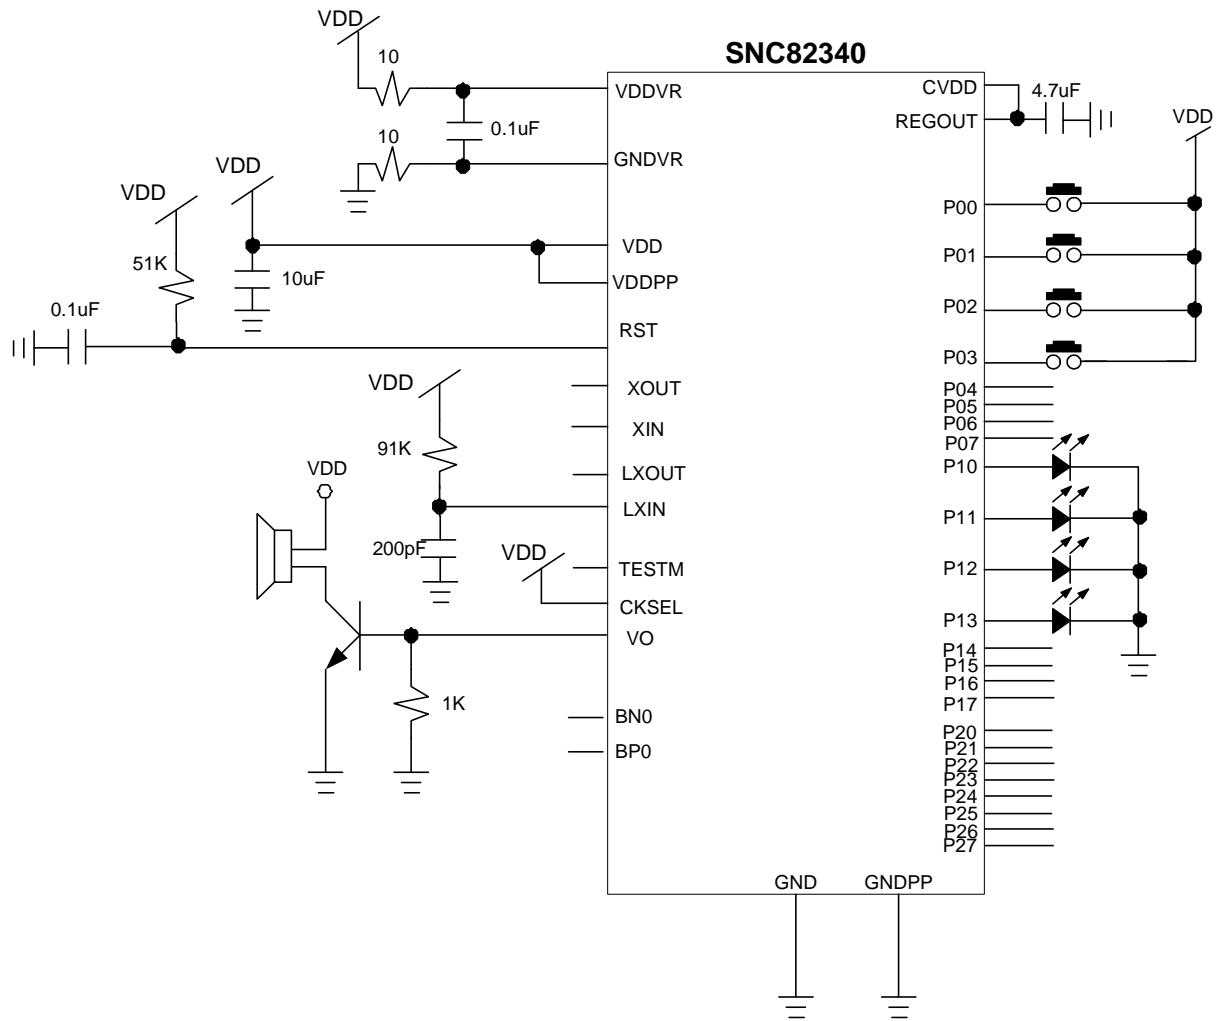 SNC82340
VDD
10
VDDVR
0.1uF
10
GNDVR
VDD
VDD
VDD
51K
10uF
VDDPP
0.1uF
RST
VDD
XOUT
91K
XIN
VDD
LXOUT
LXIN
200pF
VDD
TESTM
CKSEL
VO
1K
BN0
BP0
CVDD
4.7uF
REGOUT
VDD
P00
P01
P02
P03
P04
P05
P06
P07
P10
P11
P12
P13
P14
P15
P16
P17
P20
P21
P22
P23
P24
P25
P26
P27
GND
GNDPP